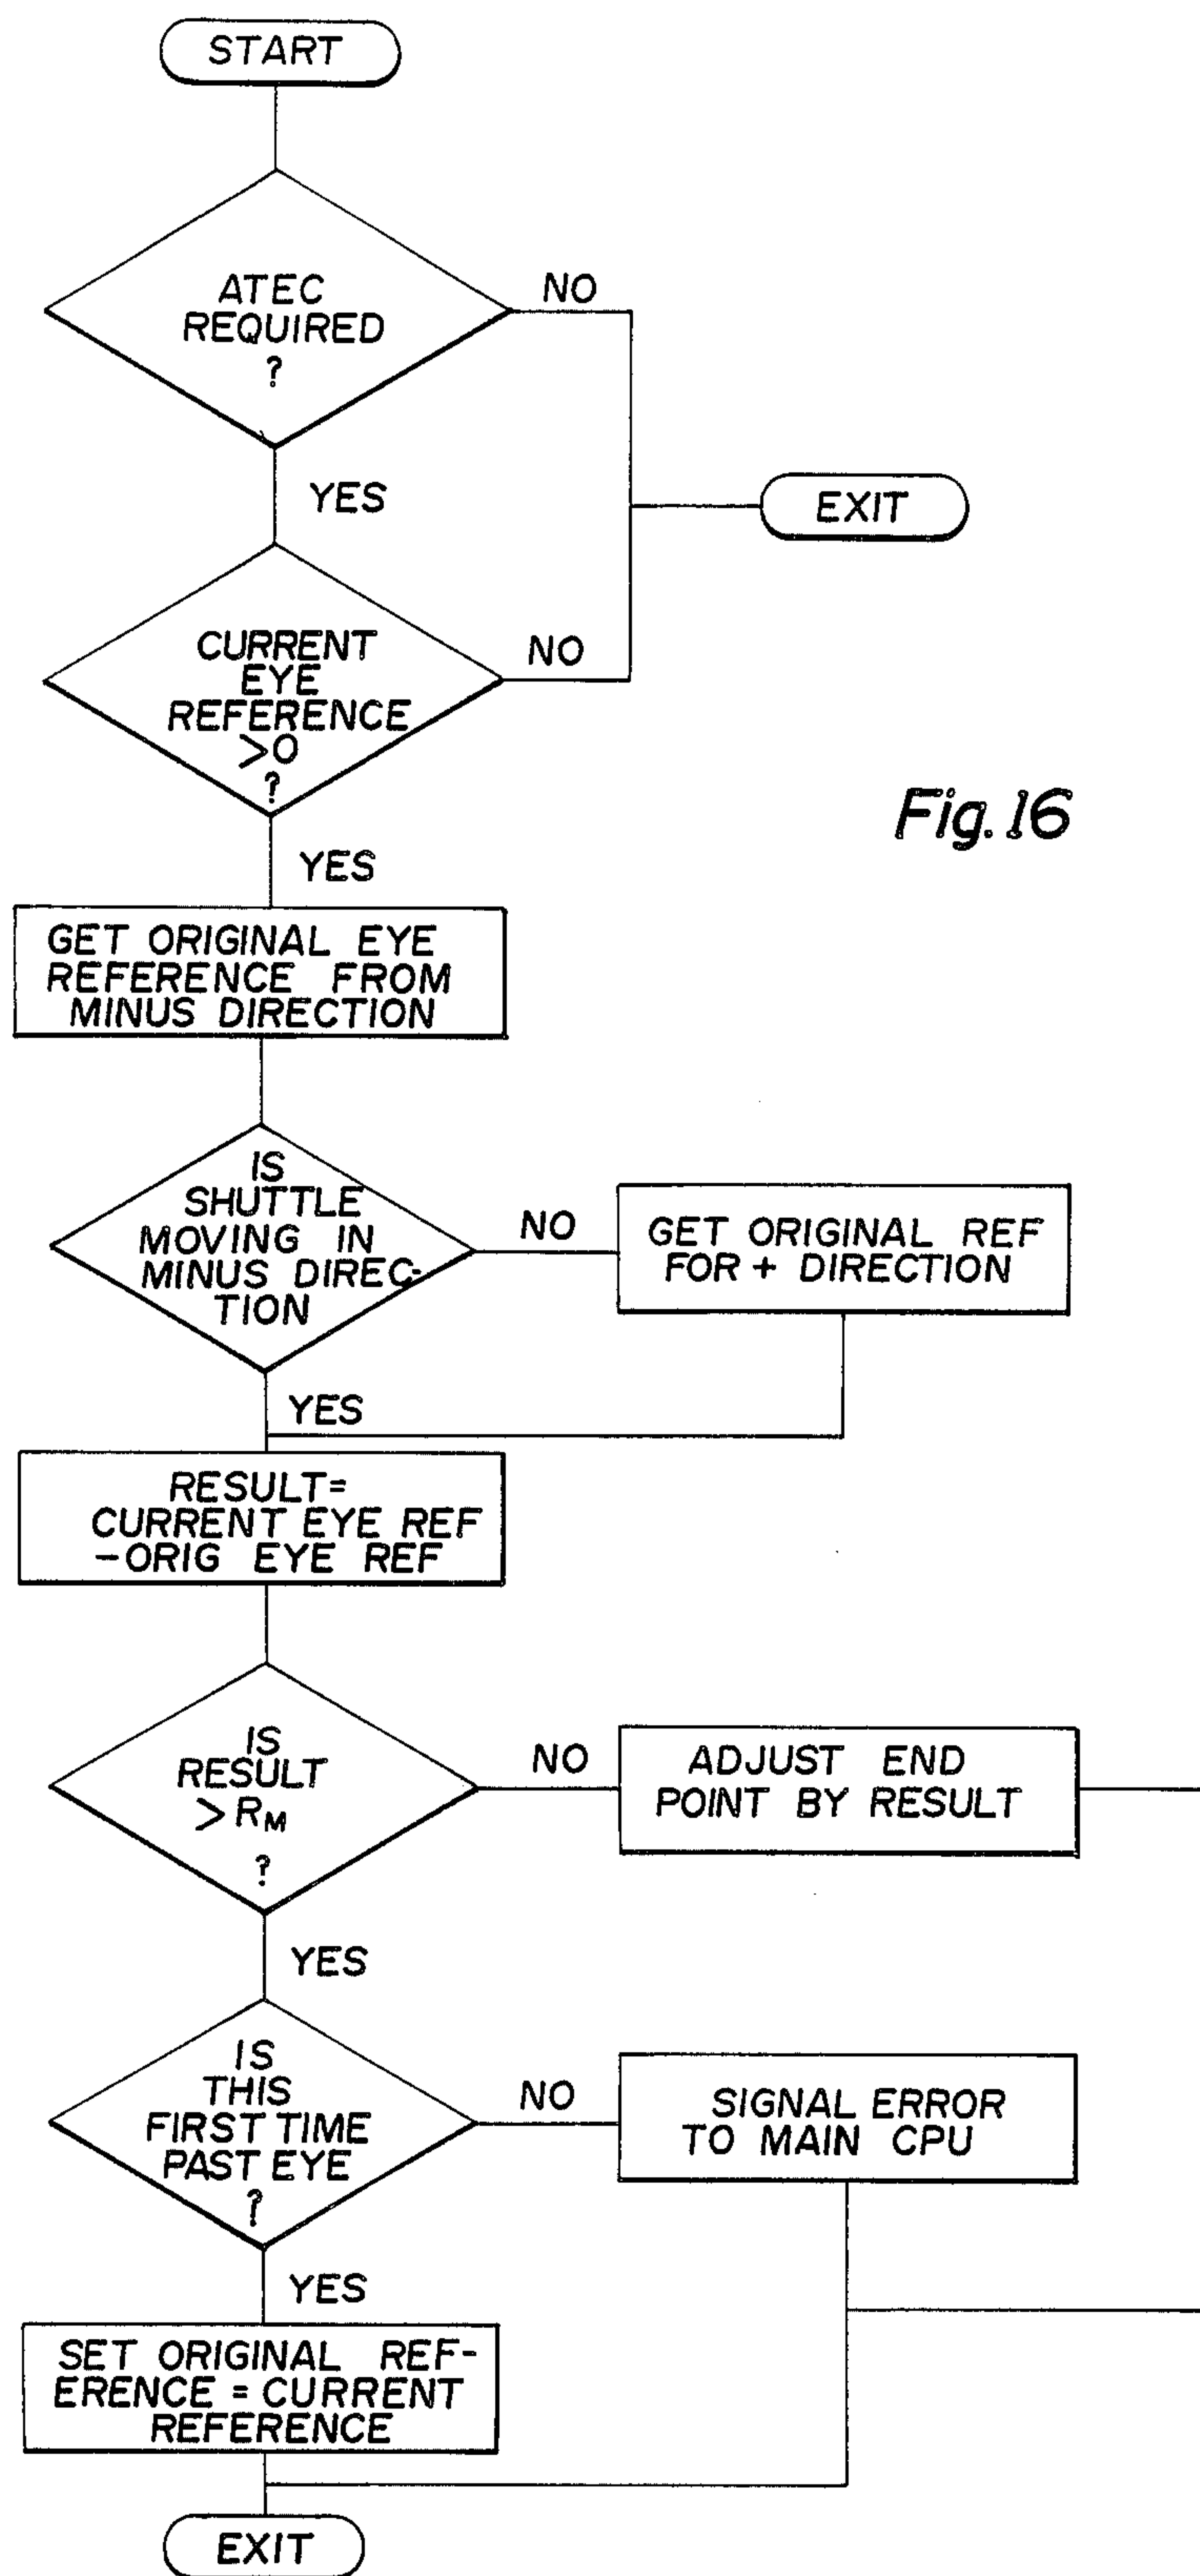 START
ATEC
REQUIRED
?
NO
YES
EXIT
CURRENT
EYE
REFERENCE
>0
?
NO
YES
Fig. 16
GET ORIGINAL EYE
REFERENCE FROM
MINUS DIRECTION
IS
SHUTTLE
MOVING IN
MINUS DIREC-
TION
NO
GET ORIGINAL REF
FOR + DIRECTION
YES
RESULT=
CURRENT EYE REF
-ORIG EYE REF
IS
RESULT
> RM
?
NO
ADJUST END
POINT BY RESULT
YES
IS
THIS
FIRST TIME
PAST EYE
?
NO
SIGNAL ERROR
TO MAIN CPU
YES
SET ORIGINAL REF-
ERENCE = CURRENT
REFERENCE
EXIT